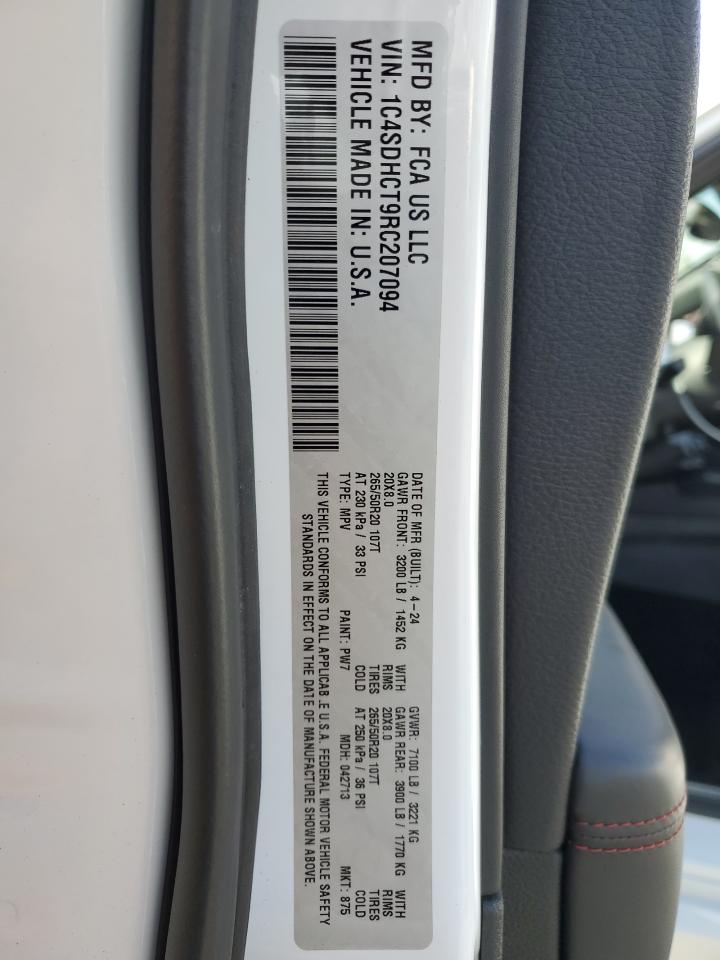 MFD BY: FCA US LLC
VIN: 1C4SDHCT9RC207094
VEHICLE MADE IN: U.S.A.
DATE OF MFR (BUILT): 4-24 GVWR: 7100 LB / 3221 KG
GAWR FRONT: 3200 LB / 1452 KG WITH GAWR REAR: 3900 LB / 1770 KG WITH
20X8.0 RIMS 20X8.0 RIMS
265/50R20 107T TIRES 265/50R20 107T TIRES
AT 230 kPa / 33 PSI COLD AT 250 kPa / 36 PSI COLD
TYPE: MPV PAINT: PW7 MDH: 042713 MKT: 875
THIS VEHICLE CONFORMS TO ALL APPLICAB_E U.S.A. FEDERAL MOTOR VEHICLE SAFETY
STANDARDS IN EFFECT ON THE DATE OF MANUFACTURE SHOWN ABOVE.